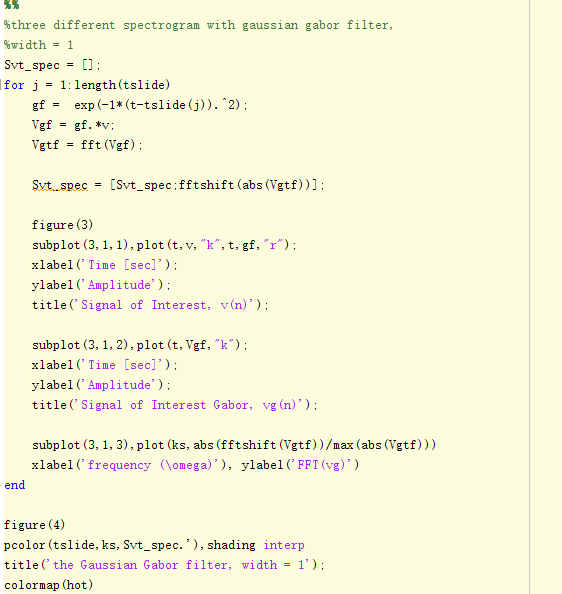 %%
%three different spectrogram with gaussian gabor filter,
%width = 1
Svt_spec = [];
for j = 1:length(tslide)
gf =  exp(-1*(t-tslide(j)).^2);
Vgf = gf.*v;
Vgtf = fft(Vgf);
Svt_spec = [Svt_spec;fftshift(abs(Vgtf))];
figure(3)
subplot(3,1,1),plot(t,v,"k",t,gf,"r");
xlabel('Time [sec]');
ylabel('Amplitude');
title('Signal of Interest, v(n)');
subplot(3,1,2),plot(t,Vgf,"k");
xlabel('Time [sec]');
ylabel('Amplitude');
title('Signal of Interest Gabor, vg(n)');
subplot(3,1,3),plot(ks,abs(fftshift(Vgtf))/max(abs(Vgtf)))
xlabel('frequency (\omega)'), ylabel('FFT(vg)')
end
figure(4)
pcolor(tslide,ks,Svt_spec.'),shading interp
title('the Gaussian Gabor filter, width = 1');
colormap(hot)